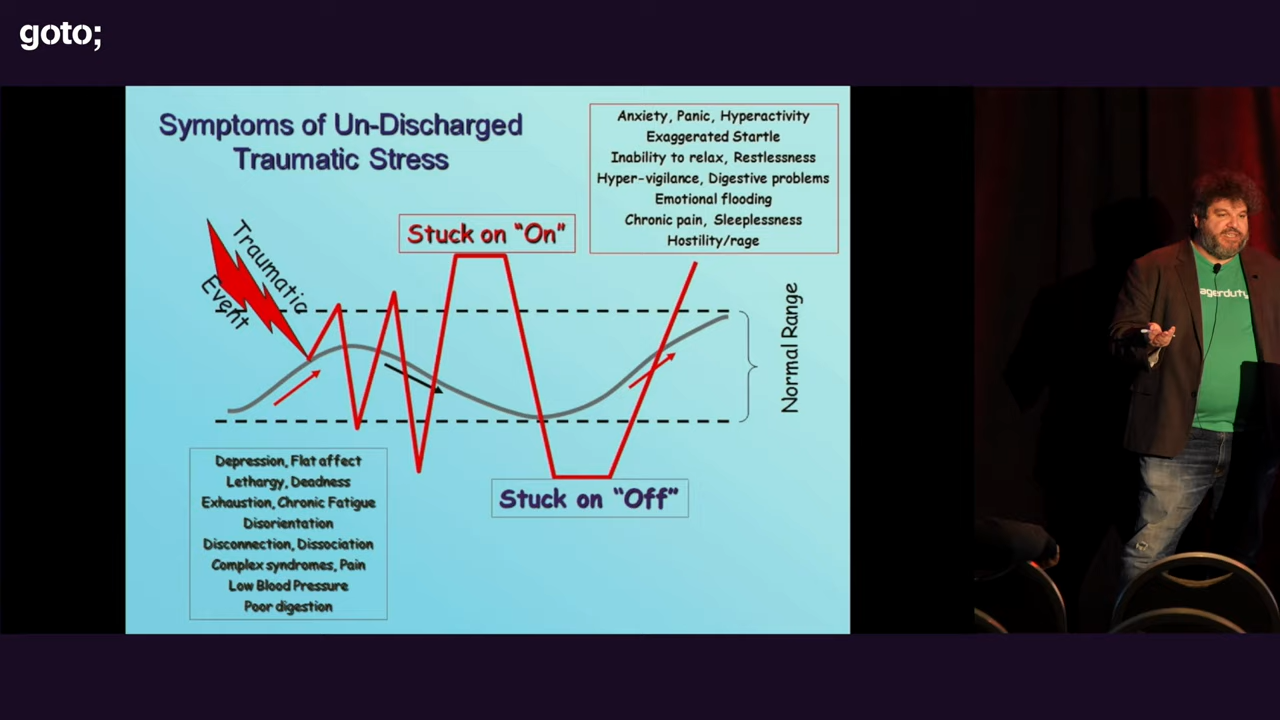 goto;
Symptoms of Un-Discharged
Traumatic Stress
Anxiety, Panic, Hyperactivity
Exaggerated Startle
Inability to relax, Restlessness
Hyper-vigilance, Digestive problems
Emotional flooding
Chronic pain, Sleeplessness
Hostility/rage
Traumatic
Event
Stuck on “On”
Normal Range
Depression, Flat affect
Lethargy, Deadness
Exhaustion, Chronic Fatigue
Disorientation
Disconnection, Dissociation
Complex syndromes, Pain
Low Blood Pressure
Poor digestion
Stuck on “Off”
agerduty